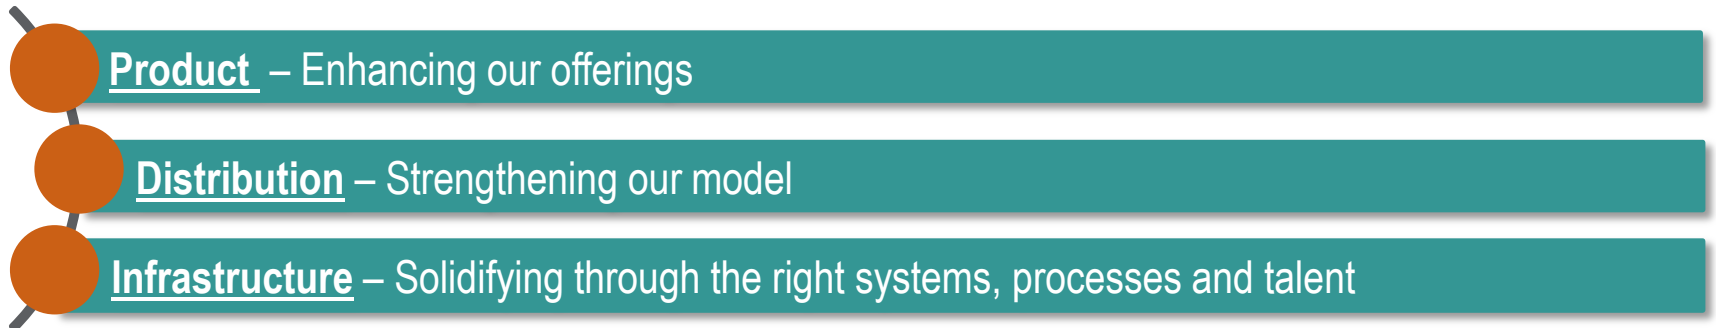 Product – Enhancing our offerings
Distribution – Strengthening our model
Infrastructure – Solidifying through the right systems, processes and talent